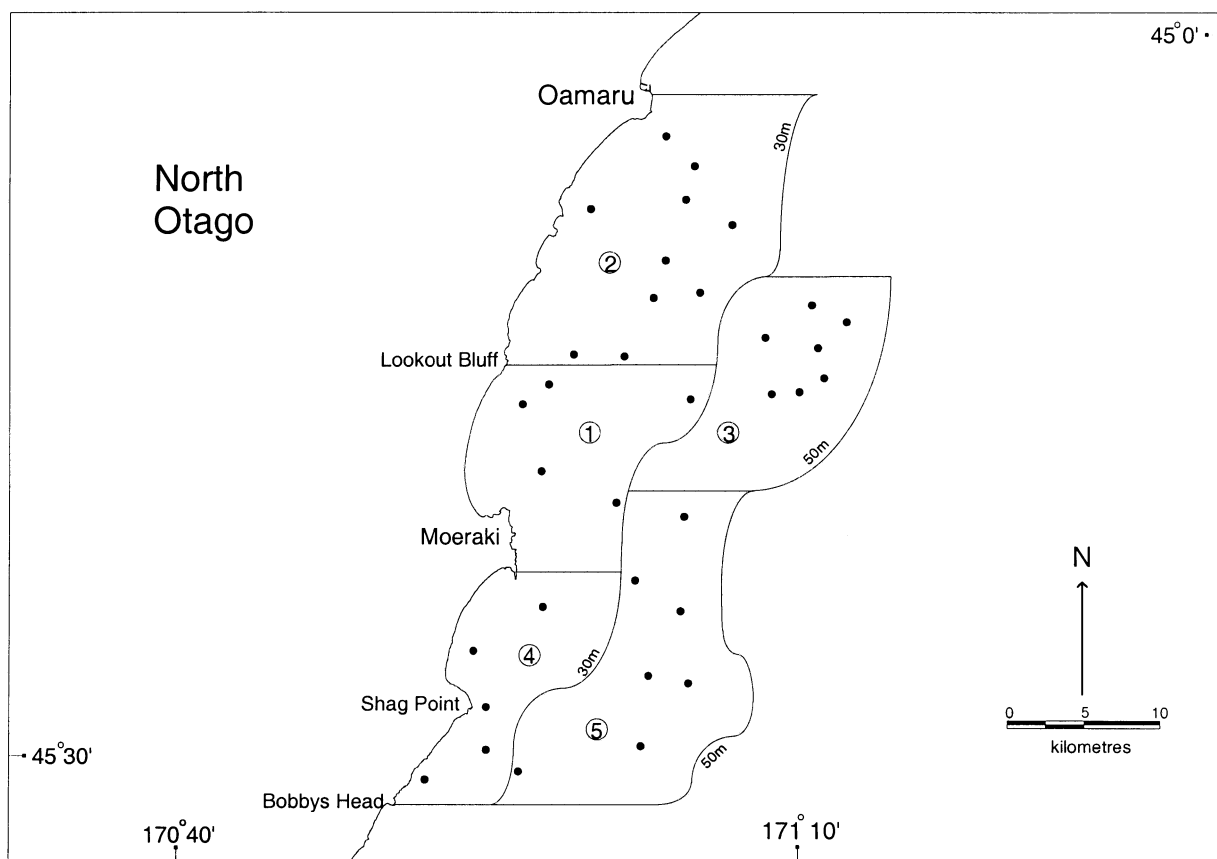 45°0'
Oamaru
30m
North
Otago
②
Lookout Bluff
①
③
50m
Moeraki
N
④
30m
Shag Point
0 5 10
kilometres
⑤
50m
45°30'
Bobbys Head
170°40'
171°10'